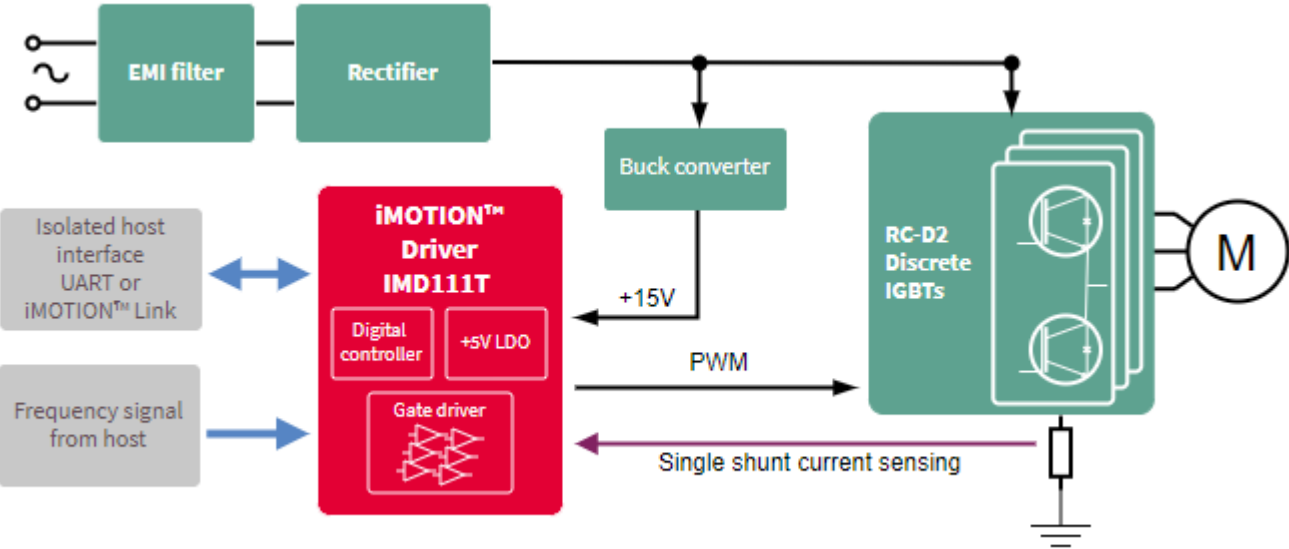 EMI filter
Rectifier
Buck converter
iMOTION™
Driver
IMD111T
Digital
controller
+5V LDO
Gate driver
Isolated host
interface
UART or
iMOTION™ Link
Frequency signal
from host
+15V
PWM
Single shunt current sensing
RC-D2
Discrete
IGBTs
M